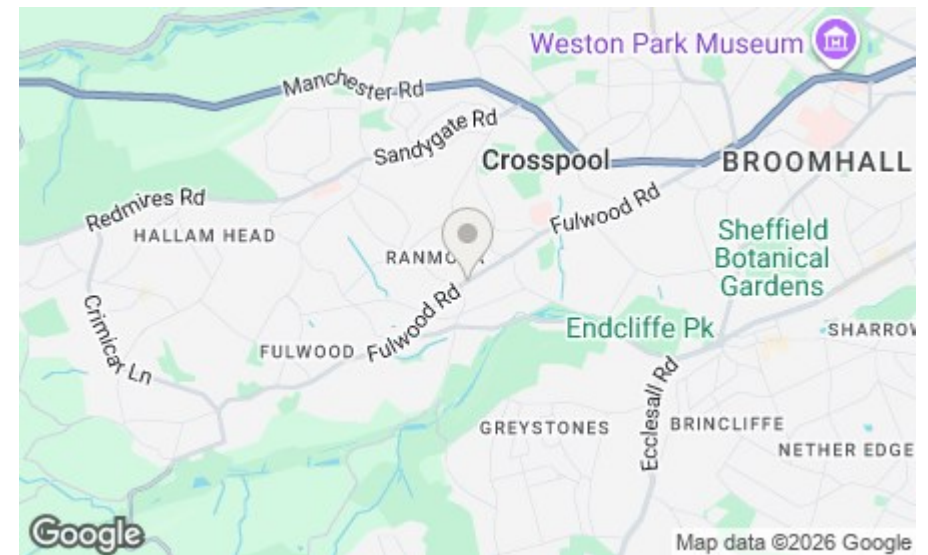 Weston Park Museum
Manchester Rd
Sandygate Rd
Crosspool
BROOMHALL
Redmires Rd
Fulwood Rd
HALLAM HEAD
Sheffield
Botanical
Gardens
Fulwood Rd
Crimicar Ln
Endcliffe Pk
SHARROW
FULWOOD
Ecclesall Rd
GREYSTONES
BRINCLIFFE
NETHER EDGE
Google
Map data ©2026 Google